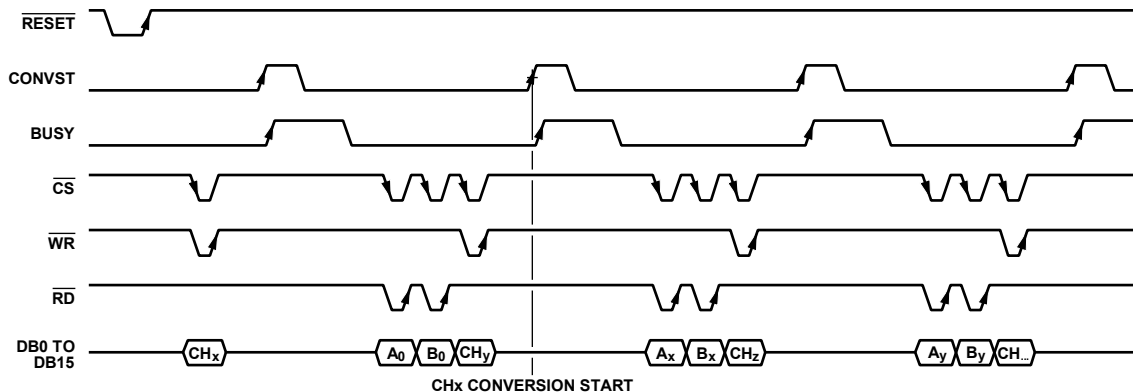 RESET
CONVST
BUSY
CS
WR
RD
DB0 TO
DB15
CHx A0 B0 CHy Ax Bx CHz Ay By CH...
CHx CONVERSION START